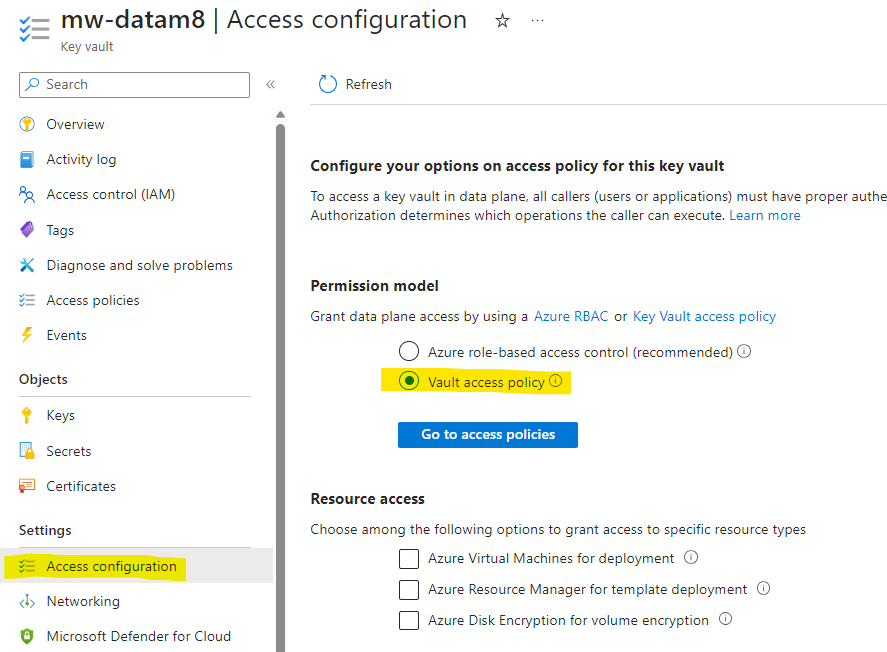 mw-datam8 | Access configuration
Key vault
Search
Refresh
Overview
Activity log
Access control (IAM)
Tags
Diagnose and solve problems
Access policies
Events
Objects
Keys
Secrets
Certificates
Settings
Access configuration
Networking
Microsoft Defender for Cloud
Configure your options on access policy for this key vault
To access a key vault in data plane, all callers (users or applications) must have proper authe
Authorization determines which operations the caller can execute. Learn more
Permission model
Grant data plane access by using a Azure RBAC or Key Vault access policy
Azure role-based access control (recommended)
Vault access policy
Go to access policies
Resource access
Choose among the following options to grant access to specific resource types
Azure Virtual Machines for deployment
Azure Resource Manager for template deployment
Azure Disk Encryption for volume encryption